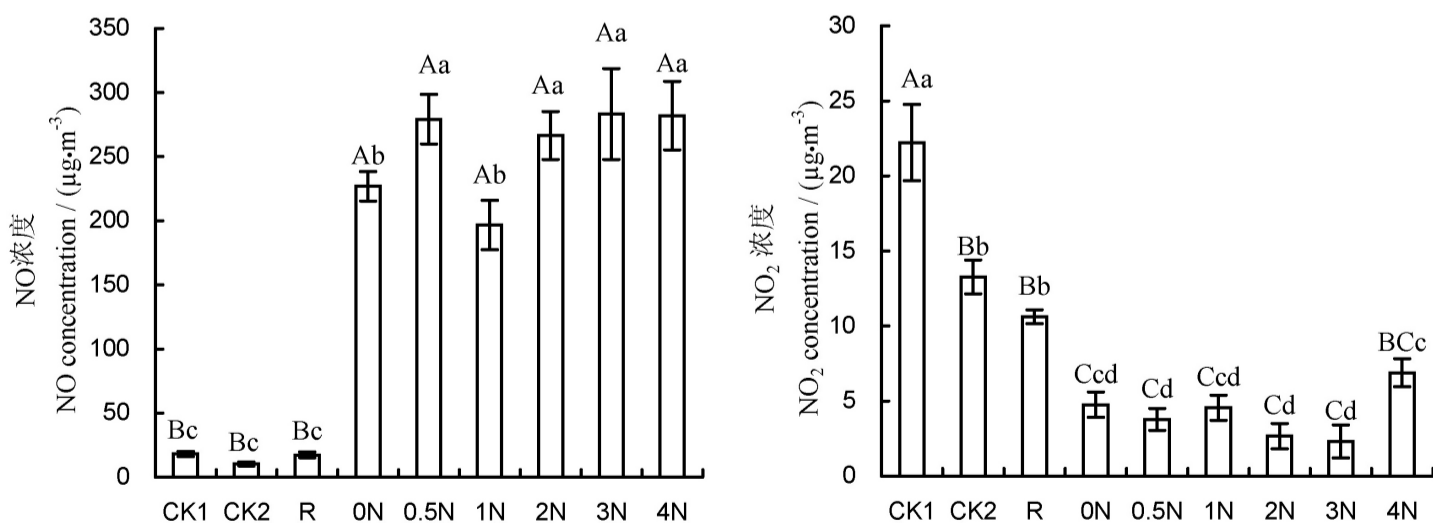 NO浓度
NO concentration / (μg•m⁻³)
350
300
250
200
150
100
50
0
Bc
Bc
Bc
Ab
Aa
Ab
Aa
Aa
Aa
CK1 CK2 R 0N 0.5N 1N 2N 3N 4N
NO₂ 浓度
NO₂ concentration / (μg•m⁻³)
30
25
20
15
10
5
0
Aa
Bb
Bb
Ccd
Cd
Ccd
Cd
Cd
BCc
CK1 CK2 R 0N 0.5N 1N 2N 3N 4N